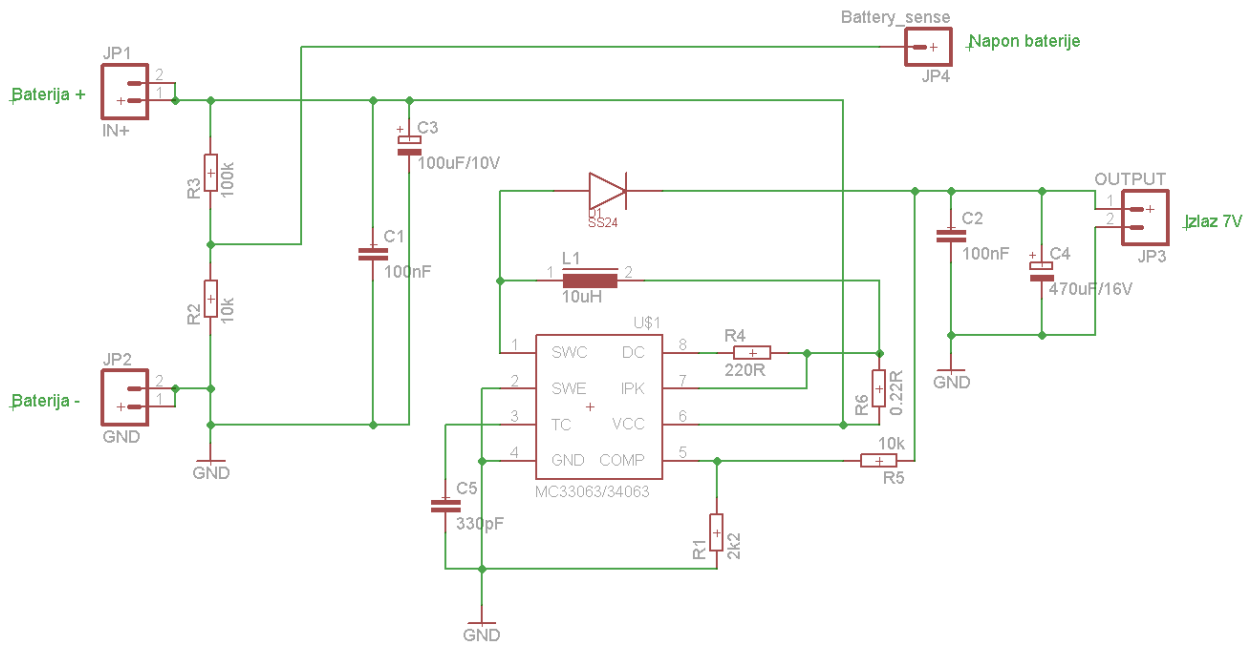 Battery_sense
Napon baterije
JP4
JP1
2
1
Baterija +
IN+
C3
100uF/10V
R3
100k
D1
SS24
OUTPUT
1
2
Izlaz 7V
JP3
C2
100nF
C4
470uF/16V
C1
100nF
L1
1
2
10uH
R2
10k
U$1
1
SWC
DC
8
R4
220R
2
SWE
IPK
7
3
TC
VCC
6
4
GND
COMP
5
MC33063/34063
R6
0.22R
GND
JP2
2
1
Baterija -
GND
GND
10k
R5
C5
330pF
R1
2k2
GND